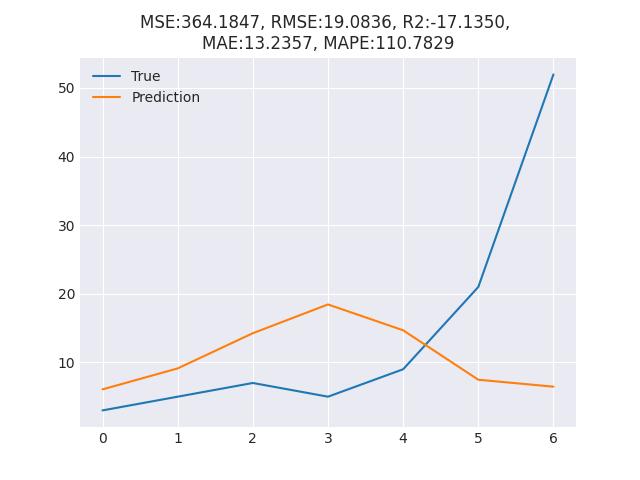 MSE:364.1847, RMSE:19.0836, R2:-17.1350,
MAE:13.2357, MAPE:110.7829
True
Prediction
50
40
30
20
10
0 1 2 3 4 5 6